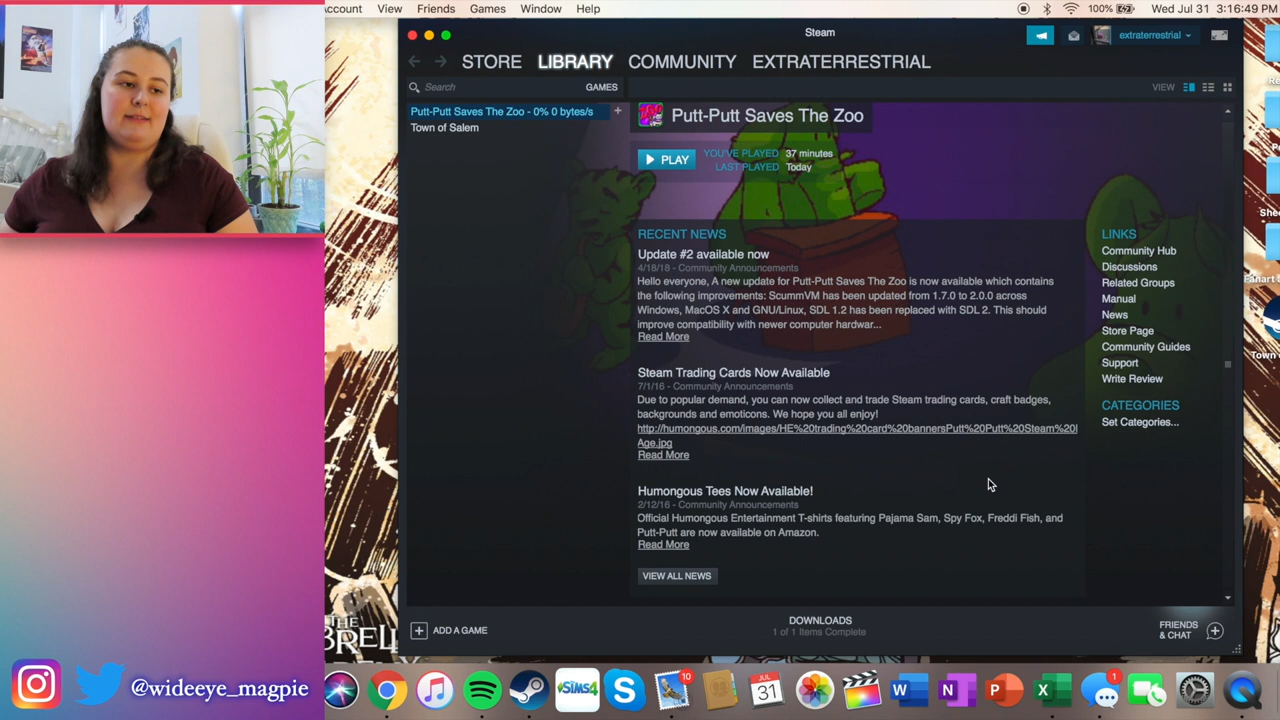 ccount View Friends Games Window Help
100% Wed Jul 31 3:16:49 PM
Steam
extraterrestrial
STORE LIBRARY COMMUNITY EXTRATERRESTRIAL
Search GAMES
VIEW
Putt-Putt Saves The Zoo - 0% 0 bytes/s
Town of Salem
Putt-Putt Saves The Zoo
PLAY
YOU'VE PLAYED 37 minutes
LAST PLAYED Today
RECENT NEWS
Update #2 available now
4/18/18 - Community Announcements
Hello everyone, A new update for Putt-Putt Saves The Zoo is now available which contains
the following improvements: ScummVM has been updated from 1.7.0 to 2.0.0 across
Windows, MacOS X and GNU/Linux, SDL 1.2 has been replaced with SDL 2. This should
improve compatibility with newer computer hardwar...
Read More
Steam Trading Cards Now Available
7/1/16 - Community Announcements
Due to popular demand, you can now collect and trade Steam trading cards, craft badges,
backgrounds and emoticons. We hope you all enjoy!
http://humongous.com/images/HE%20trading%20card%20bannersPutt%20Putt%20Steam%20I
Age.jpg
Read More
Humongous Tees Now Available!
2/12/16 - Community Announcements
Official Humongous Entertainment T-shirts featuring Pajama Sam, Spy Fox, Freddi Fish, and
Putt-Putt are now available on Amazon.
Read More
VIEW ALL NEWS
LINKS
Community Hub
Discussions
Related Groups
Manual
News
Store Page
Community Guides
Support
Write Review
CATEGORIES
Set Categories...
ADD A GAME
DOWNLOADS
1 of 1 Items Complete
FRIENDS
& CHAT
THE
BRELL
@wideeye_magpie
SIMS4
10
JUL
31
1